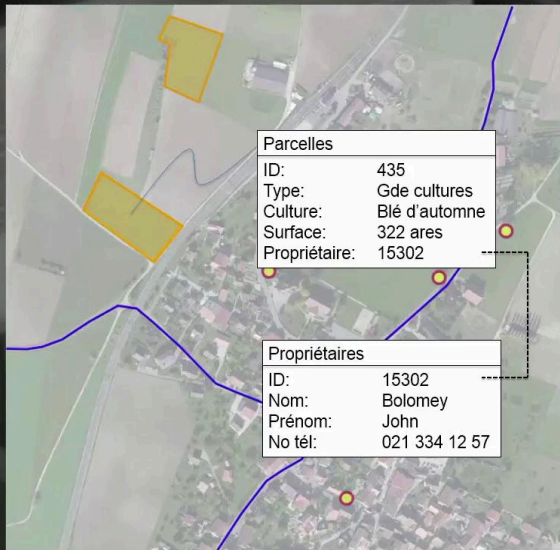 Parcelles
ID: 435
Type: Gde cultures
Culture: Blé d'automne
Surface: 322 ares
Propriétaire: 15302
Propriétaires
ID: 15302
Nom: Bolomey
Prénom: John
No tél: 021 334 12 57